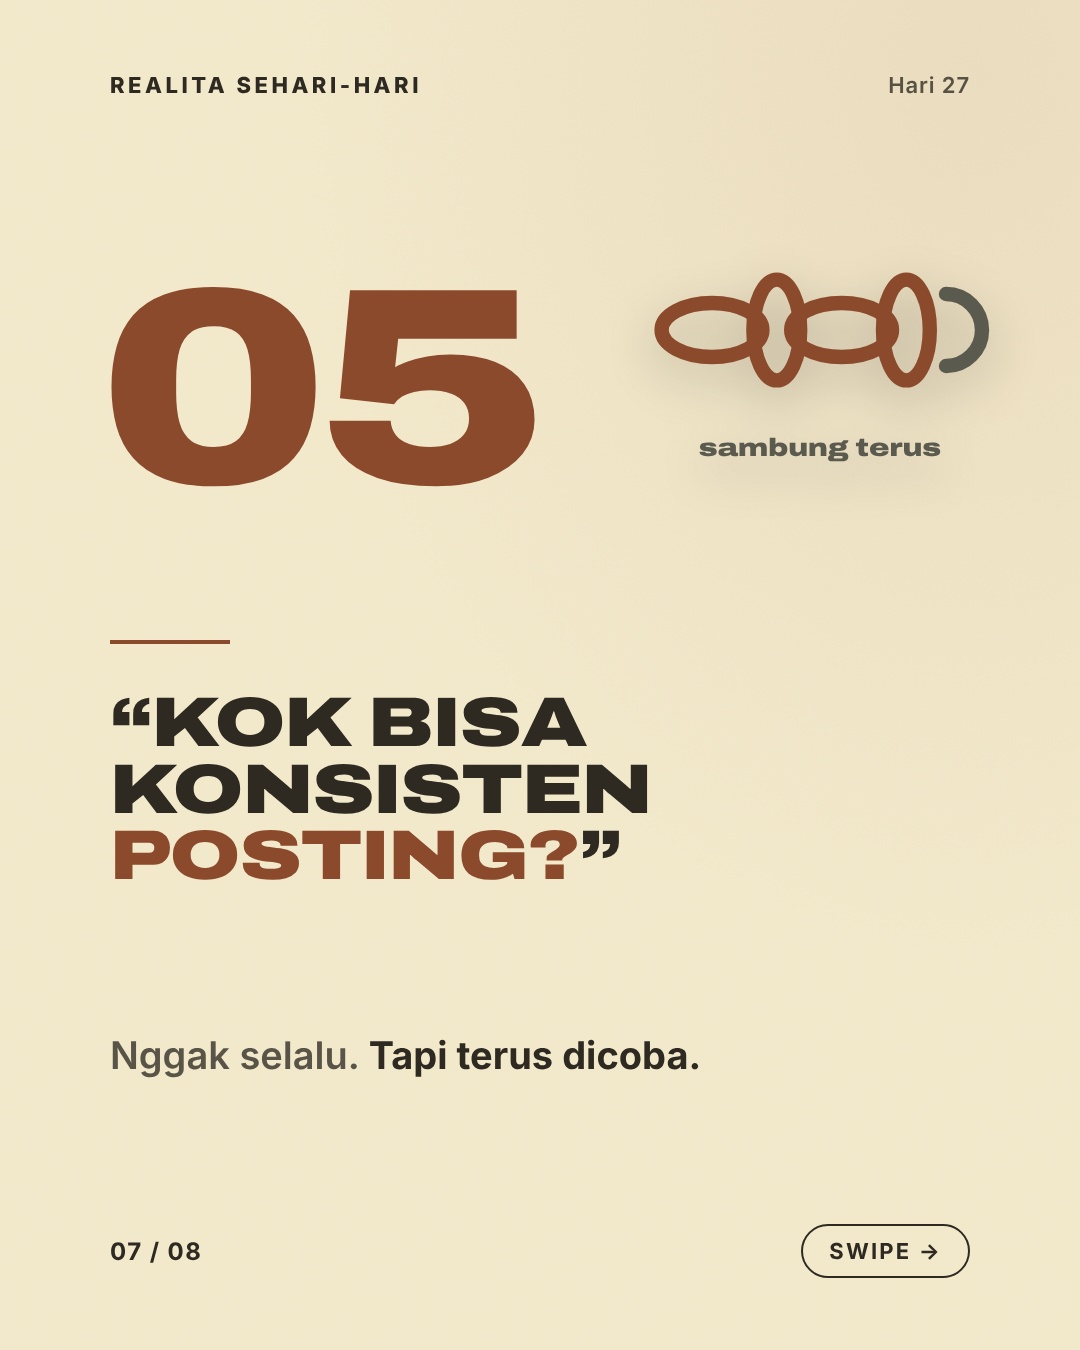 REALITA SEHARI-HARI
Hari 27
05
sambung terus
“KOK BISA
KONSISTEN
POSTING?”
Nggak selalu. Tapi terus dicoba.
07 / 08
SWIPE →